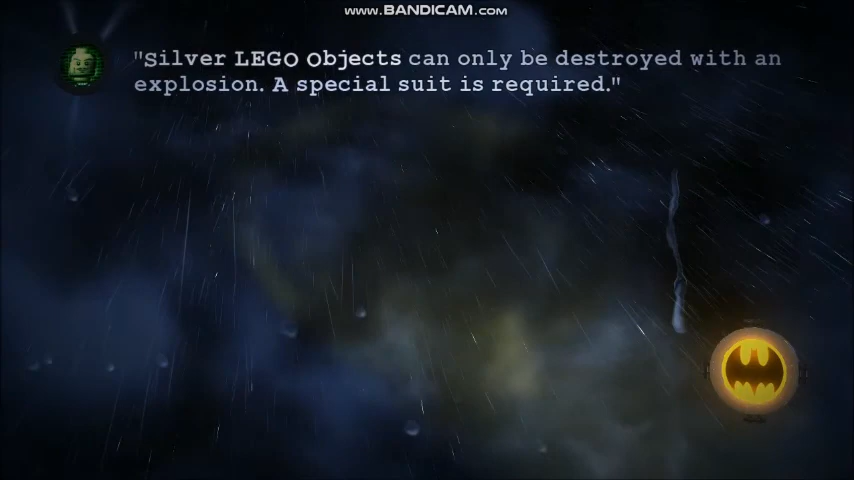 WWW.BANDICAM.COM
"Silver LEGO Objects can only be destroyed with an
explosion. A special suit is required."